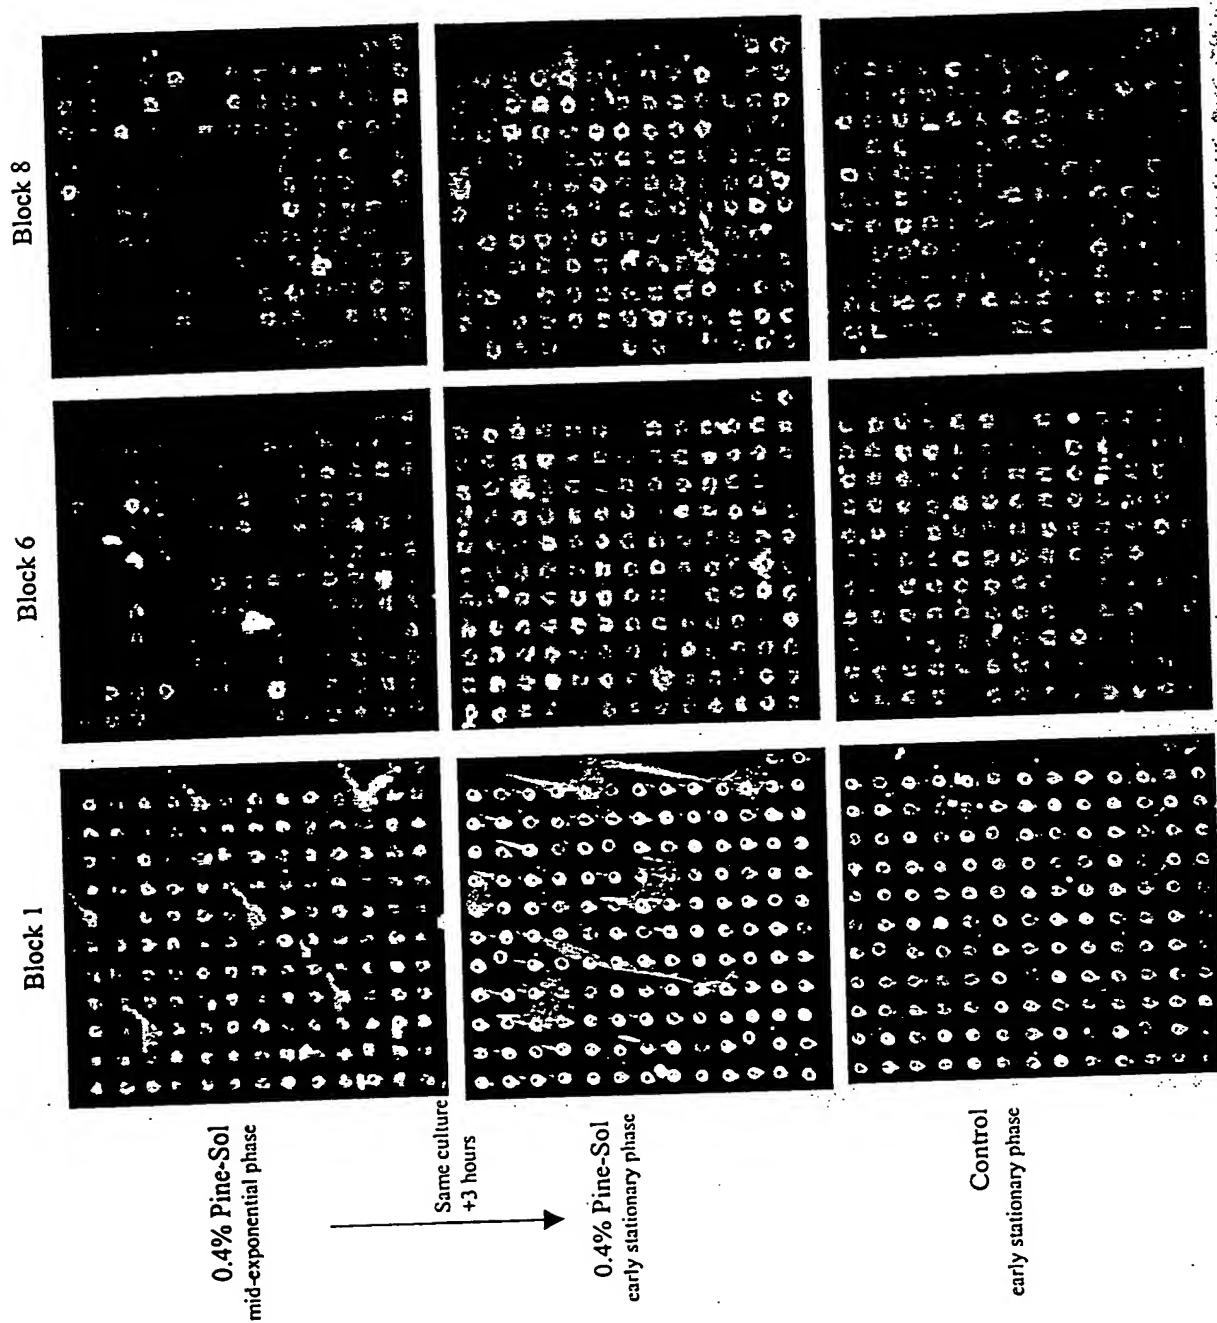 Block 1
Block 6
Block 8
0.4% Pine-Sol
mid-exponential phase
Same culture
+3 hours
0.4% Pine-Sol
early stationary phase
Control
early stationary phase